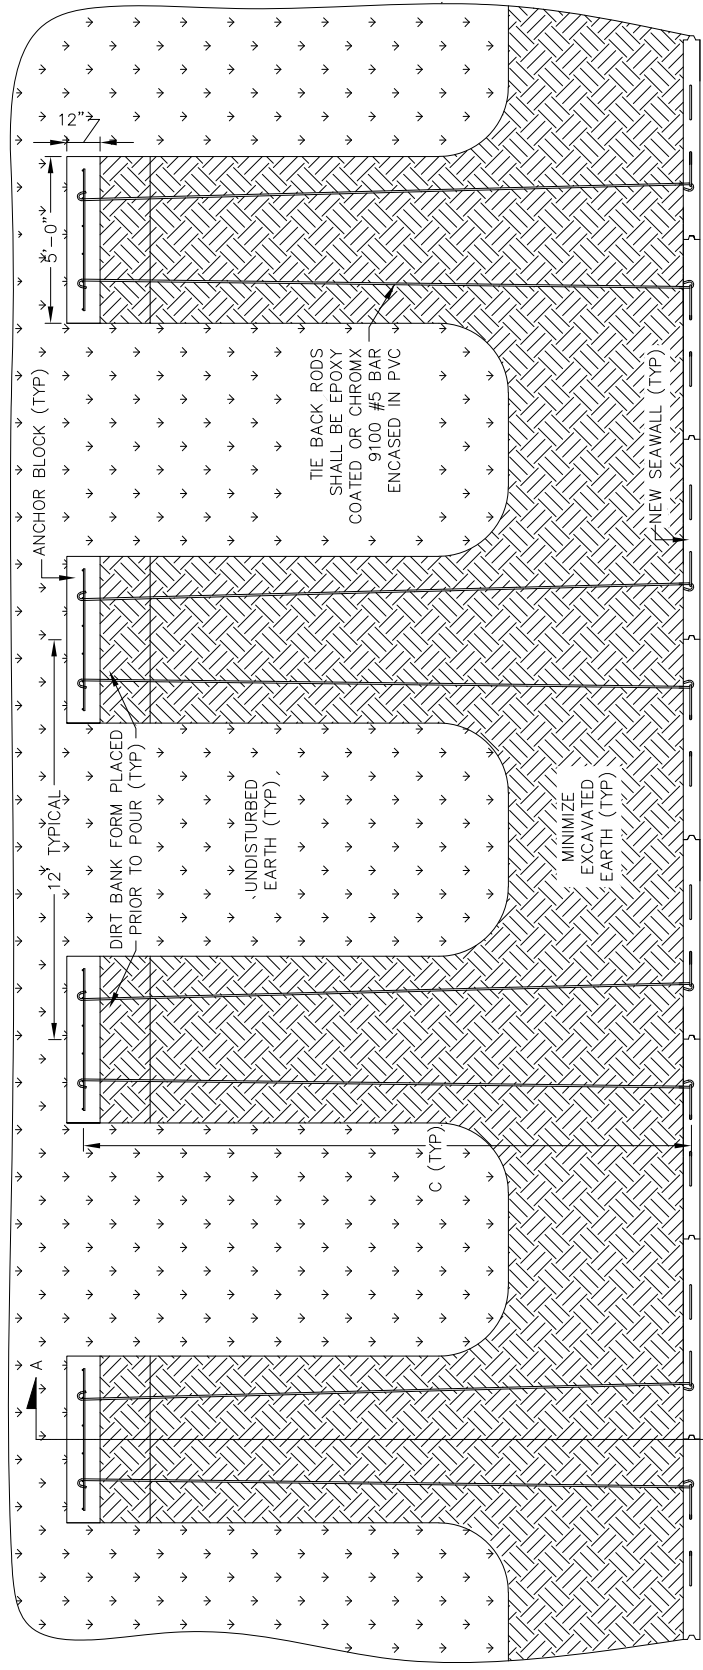 12"
5'-0"
ANCHOR BLOCK (TYP)
TIE BACK RODS
SHALL BE EPOXY
COATED OR CHROMX
9100 #5 BAR
ENCASED IN PVC
NEW SEAWALL (TYP)
12' TYPICAL
DIRT BANK FORM PLACED
PRIOR TO POUR (TYP)
UNDISTURBED
EARTH (TYP)
MINIMIZE
EXCAVATED
EARTH (TYP)
C (TYP)
A